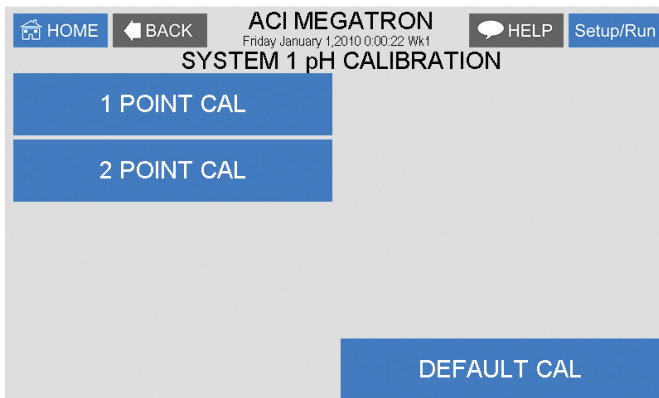 HOME BACK ACI MEGATRON HELP Setup/Run
Friday January 1,2010 0:00:22 Wk1
SYSTEM 1 pH CALIBRATION
1 POINT CAL
2 POINT CAL
DEFAULT CAL